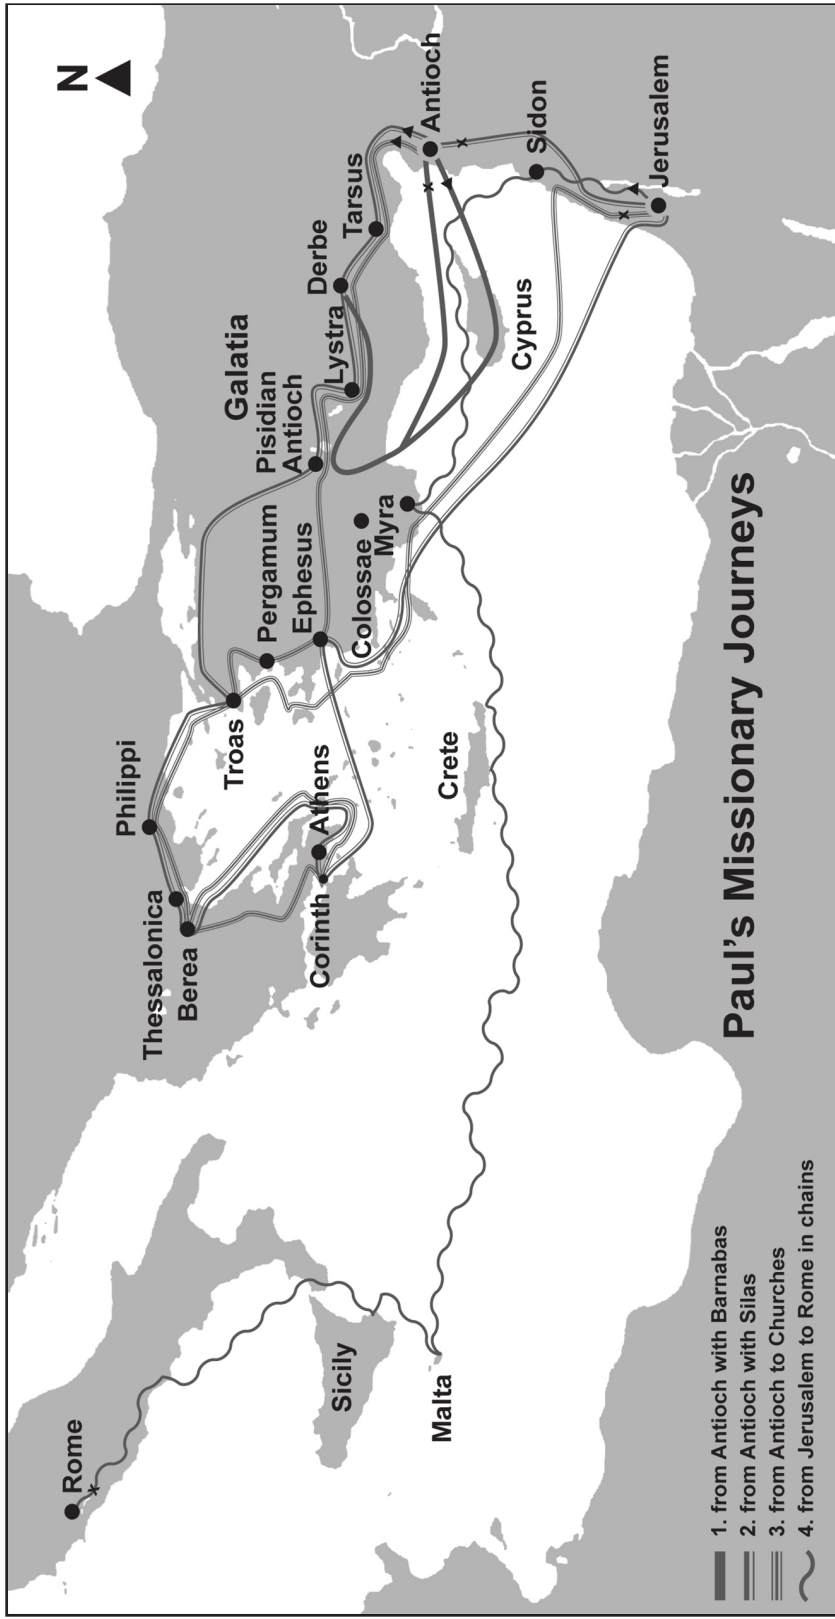 N
Philippi
Thessalonica
Berea
Troas
Pergamum
Ephesus
Athens
Corinth
Colossae
Myra
Galatia
Pisidian
Antioch
Lystra
Derbe
Tarsus
Antioch
Sidon
Jerusalem
Cyprus
Crete
Rome
Sicily
Malta
Paul's Missionary Journeys
1. from Antioch with Barnabas
2. from Antioch with Silas
3. from Antioch to Churches
4. from Jerusalem to Rome in chains